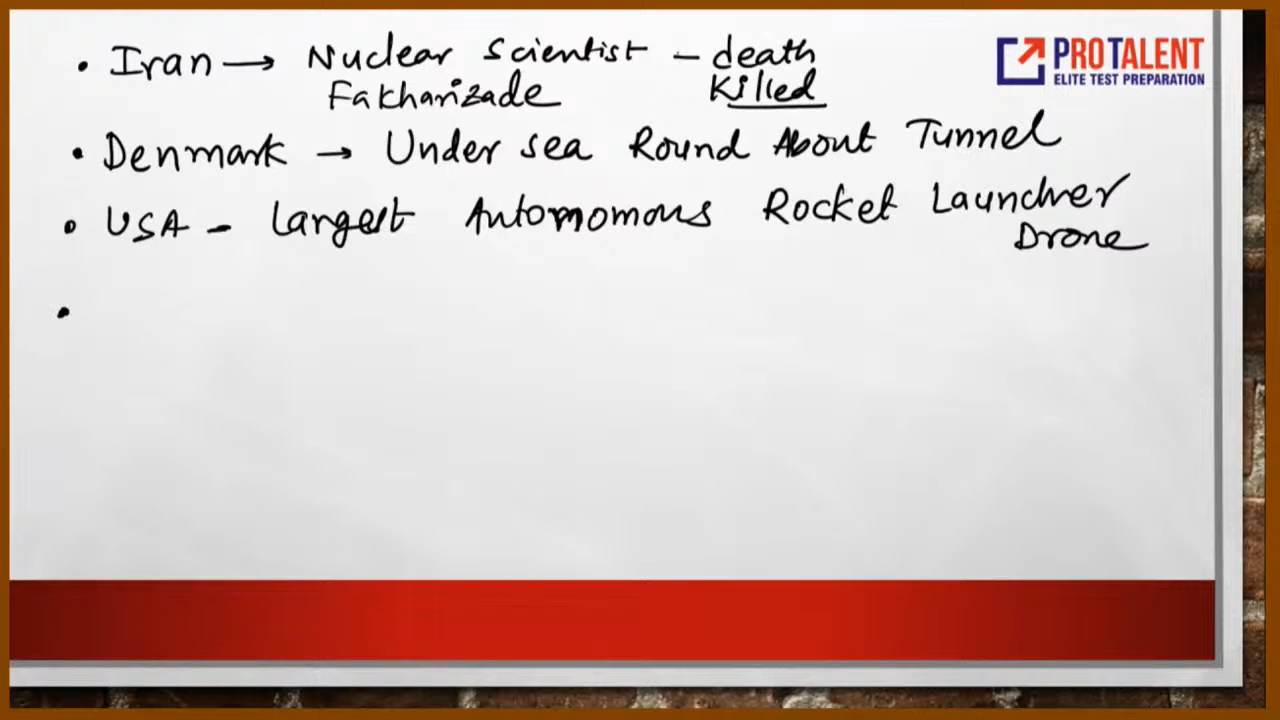 • Iran → Nuclear Scientist – death
Fakharizade Killed
• Denmark → Under sea Round About Tunnel
• USA – Largest Automomous Rocket Launcher
Drone
•
PROTALENT
ELITE TEST PREPARATION